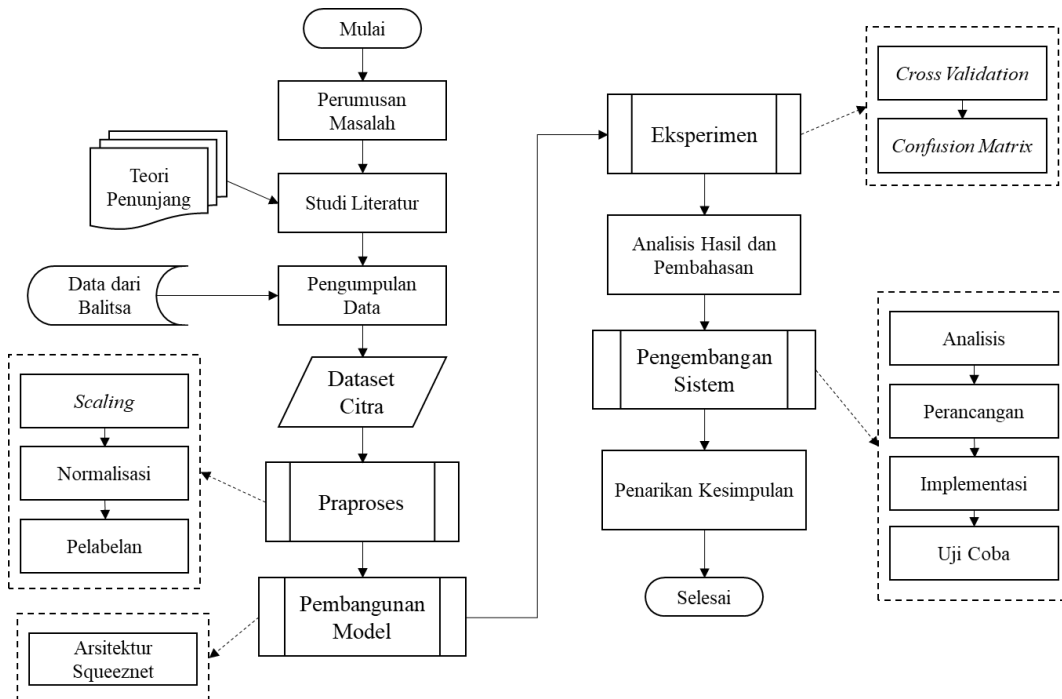 Mulai
Perumusan
Masalah
Teori
Penunjang
Studi Literatur
Data dari
Balitsa
Pengumpulan
Data
Dataset
Citra
Scaling
Normalisasi
Pelabelan
Praproses
Pembangunan
Model
Arsitektur
Squeeznet
Eksperimen
Cross Validation
Confusion Matrix
Analisis Hasil dan
Pembahasan
Pengembangan
Sistem
Analisis
Perancangan
Implementasi
Uji Coba
Penarikan Kesimpulan
Selesai